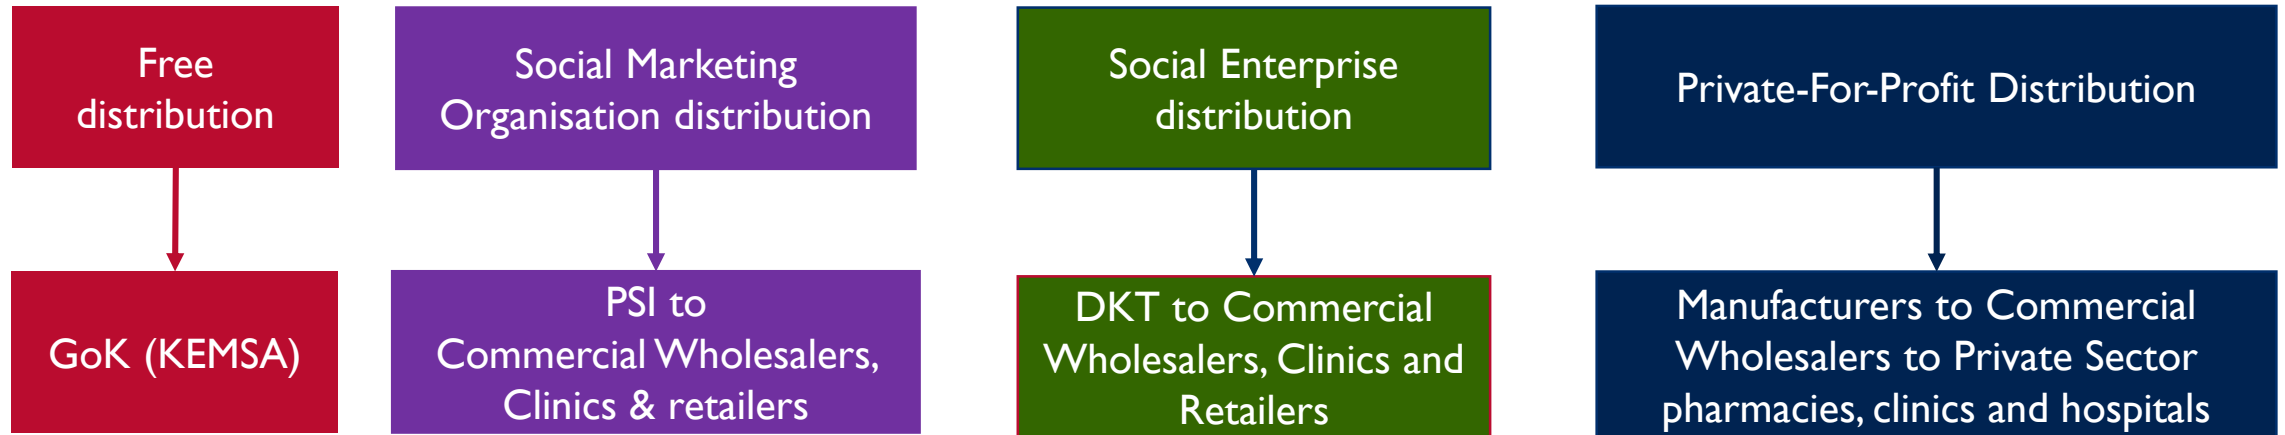 Free
distribution
Social Marketing
Organisation distribution
Social Enterprise
distribution
Private-For-Profit Distribution
GoK (KEMSA)
PSI to
Commercial Wholesalers,
Clinics & retailers
DKT to Commercial
Wholesalers, Clinics and
Retailers
Manufacturers to Commercial
Wholesalers to Private Sector
pharmacies, clinics and hospitals